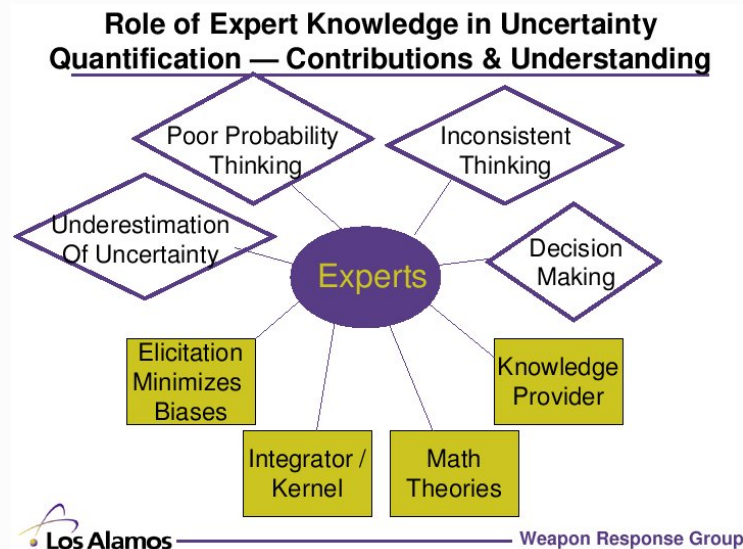 Role of Expert Knowledge in Uncertainty
Quantification — Contributions & Understanding
Poor Probability
Thinking
Inconsistent
Thinking
Underestimation
Of Uncertainty
Decision
Making
Experts
Elicitation
Minimizes
Biases
Knowledge
Provider
Integrator /
Kernel
Math
Theories
Los Alamos
Weapon Response Group